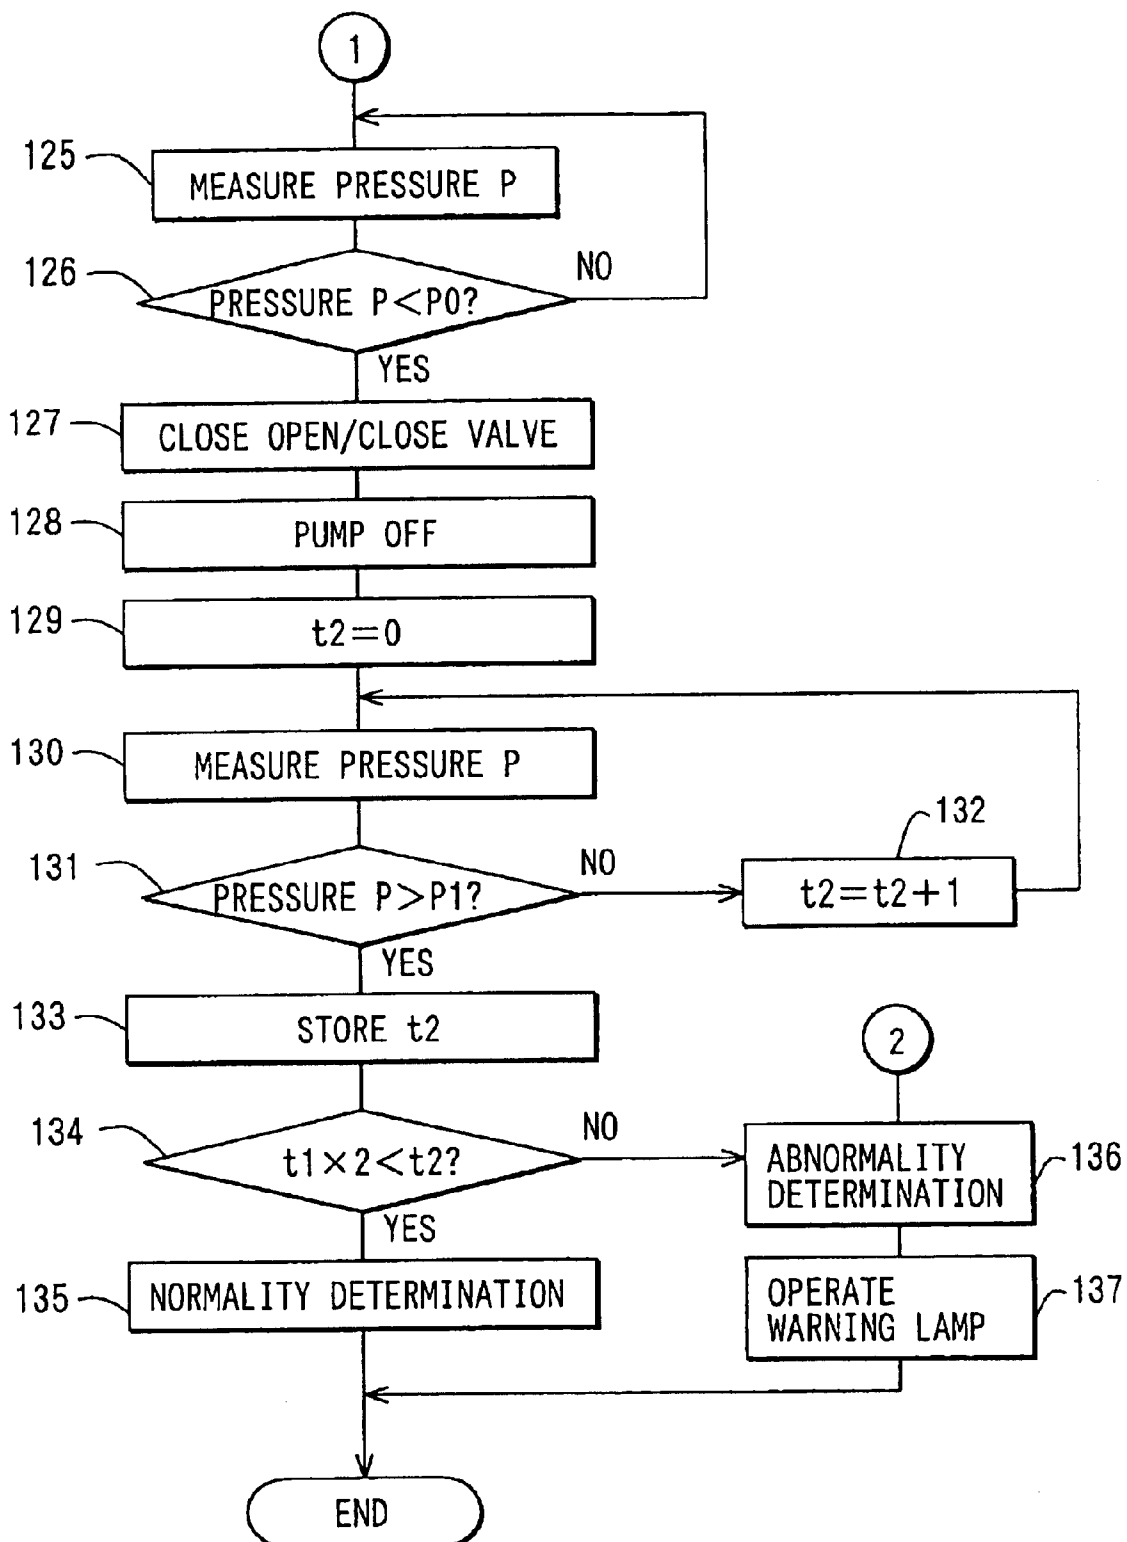 1
125
MEASURE PRESSURE P
126
PRESSURE P<P0?
NO
YES
127
CLOSE OPEN/CLOSE VALVE
128
PUMP OFF
129
t2=0
130
MEASURE PRESSURE P
131
PRESSURE P>P1?
NO
132
t2=t2+1
YES
133
STORE t2
2
134
t1×2<t2?
NO
ABNORMALITY
DETERMINATION
136
YES
135
NORMALITY DETERMINATION
OPERATE
WARNING LAMP
137
END